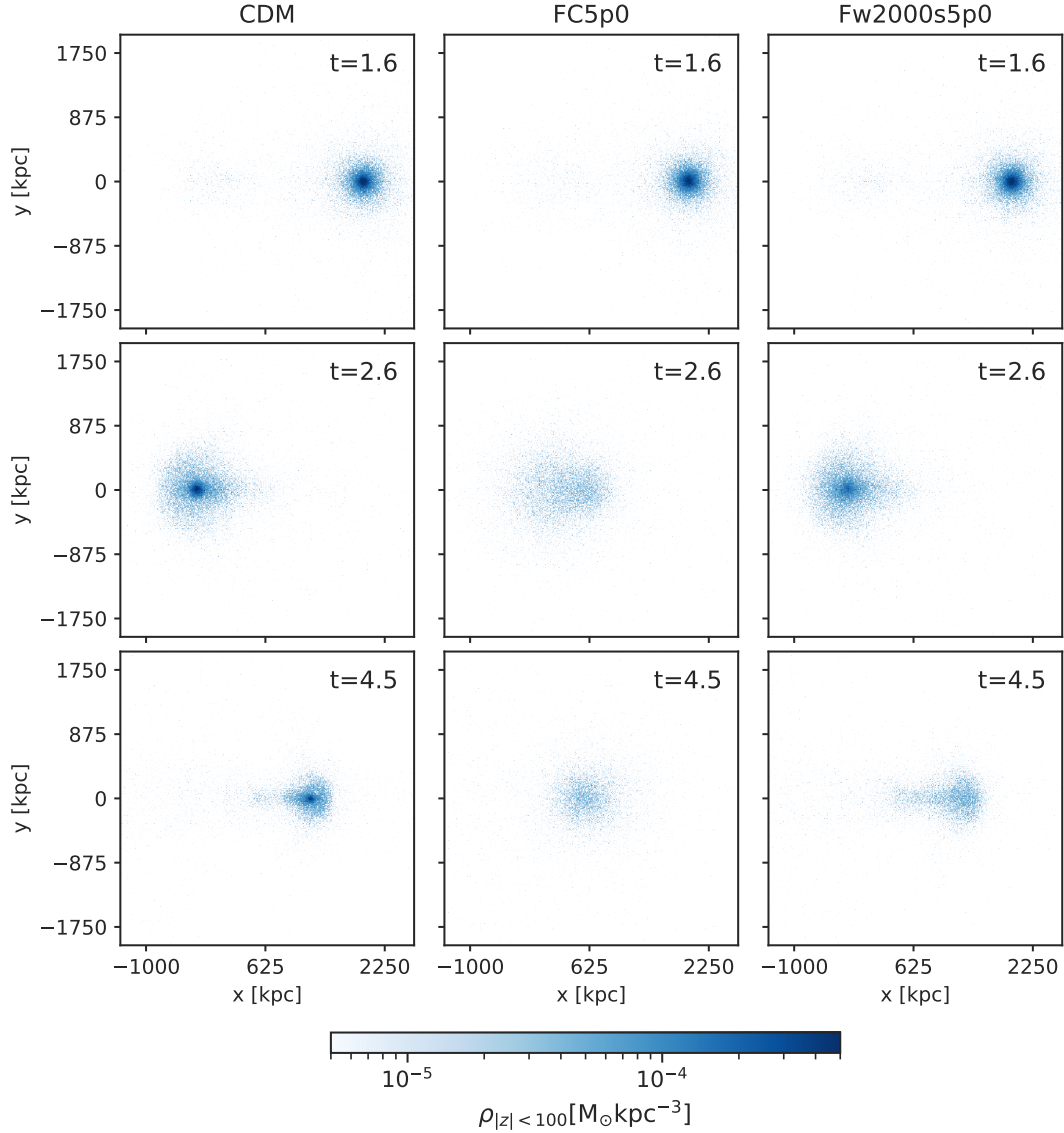 CDM FC5p0 Fw2000s5p0
1750 t=1.6 t=1.6 t=1.6
875
0
−875
−1750
y [kpc]
1750 t=2.6 t=2.6 t=2.6
875
0
−875
−1750
y [kpc]
1750 t=4.5 t=4.5 t=4.5
875
0
−875
−1750
y [kpc]
−1000 625 2250 −1000 625 2250 −1000 625 2250
x [kpc] x [kpc] x [kpc]
10⁻⁵ 10⁻⁴
ρ|z|<100[M⊙kpc⁻³]